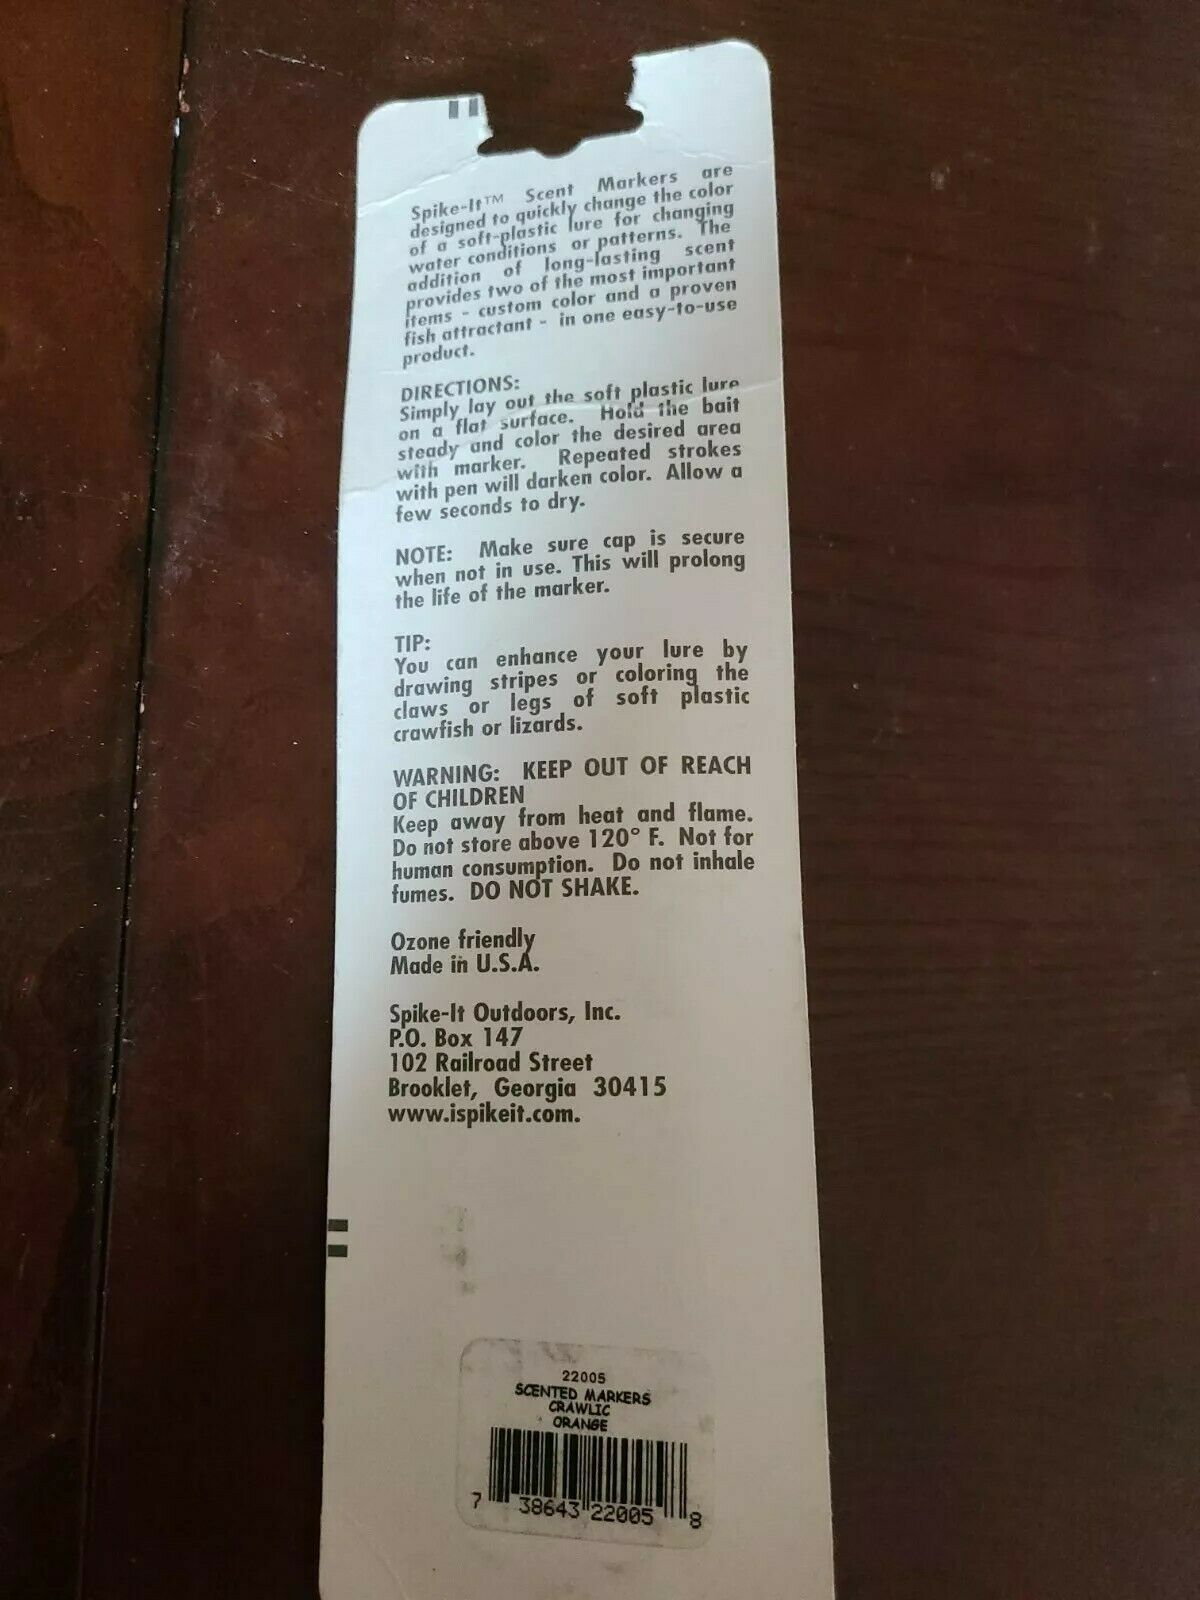 Spike-It™ Scent Markers are
designed to quickly change the color
of a soft-plastic lure for changing
water conditions or patterns. The
addition of long-lasting scent
provides two of the most important
items - custom color and a proven
fish attractant - in one easy-to-use
product.
DIRECTIONS:
Simply lay out the soft plastic lure
on a flat surface. Hold the bait
steady and color the desired area
with marker. Repeated strokes
with pen will darken color. Allow a
few seconds to dry.
NOTE: Make sure cap is secure
when not in use. This will prolong
the life of the marker.
TIP:
You can enhance your lure by
drawing stripes or coloring the
claws or legs of soft plastic
crawfish or lizards.
WARNING: KEEP OUT OF REACH
OF CHILDREN
Keep away from heat and flame.
Do not store above 120° F. Not for
human consumption. Do not inhale
fumes. DO NOT SHAKE.
Ozone friendly
Made in U.S.A.
Spike-It Outdoors, Inc.
P.O. Box 147
102 Railroad Street
Brooklet, Georgia 30415
www.ispikeit.com.
22005
SCENTED MARKERS
CRAWLIC
ORANGE
7 38643 22005 8